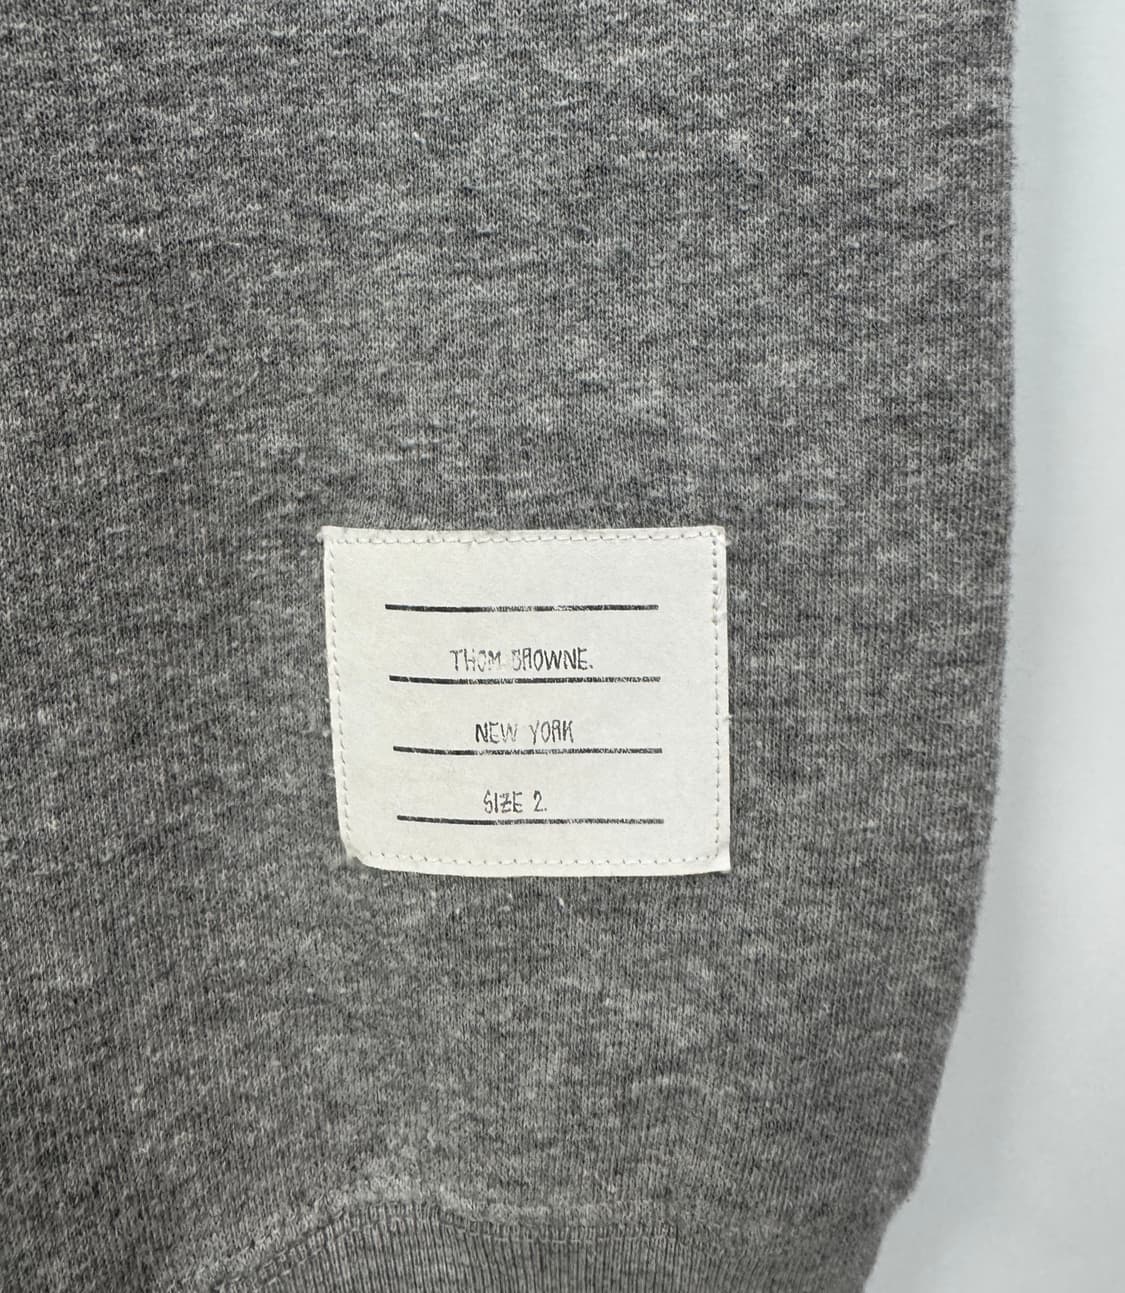 THOM BROWNE.
NEW YORK
SIZE 2.